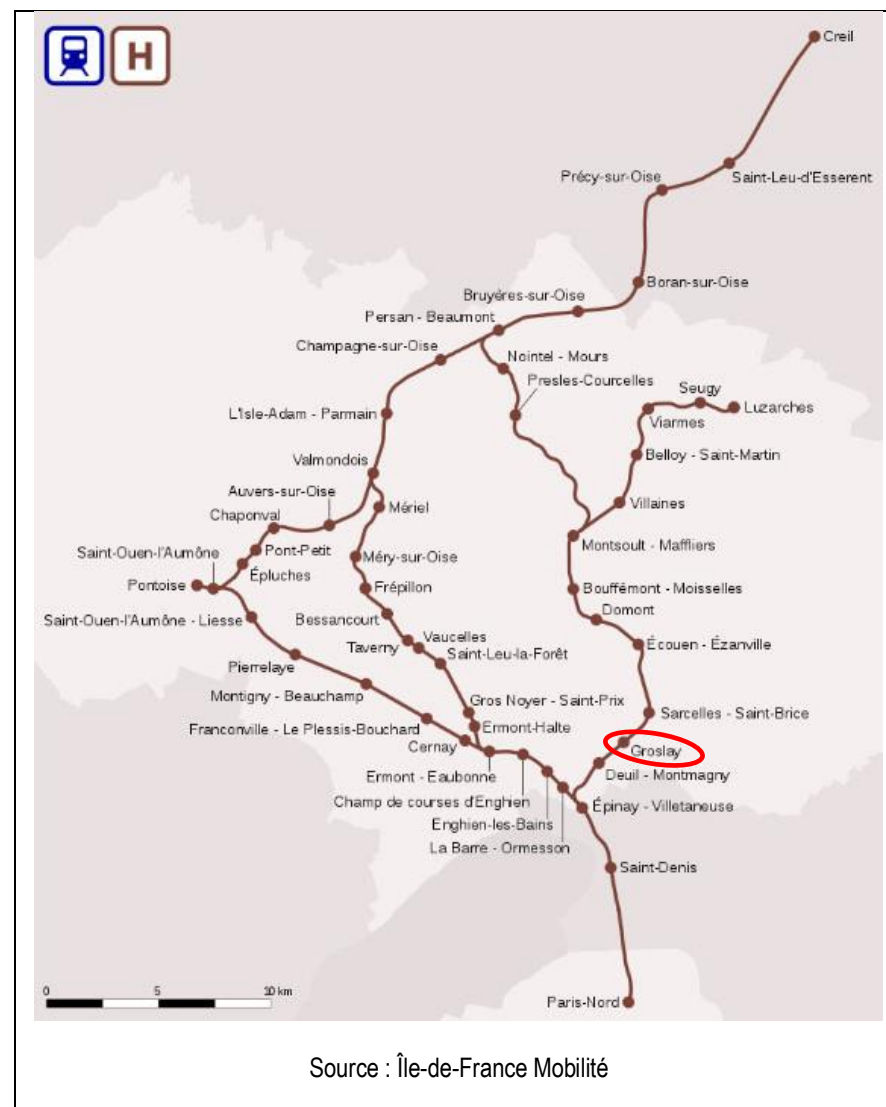 H
Creil
Saint-Leu-d'Esserent
Précy-sur-Oise
Boran-sur-Oise
Bruyères-sur-Oise
Persan - Beaumont
Champagne-sur-Oise
Nointel - Mours
Presles-Courcelles
Seugy
Luzarches
Viarmes
L'Isle-Adam - Parmain
Belloy - Saint-Martin
Valmondois
Auvers-sur-Oise
Villaines
Mériel
Chaponval
Montsoult - Maffliers
Saint-Ouen-l'Aumône
Pont-Petit
Méry-sur-Oise
Épluches
Pontoise
Frépillon
Bouffémont - Moisselles
Domont
Bessancourt
Saint-Ouen-l'Aumône - Liesse
Vaucelles
Taverny
Écouen - Ézanville
Saint-Leu-la-Forêt
Pierrelaye
Montigny - Beauchamp
Gros Noyer - Saint-Prix
Sarcelles - Saint-Brice
Franconville - Le Plessis-Bouchard
Ermont-Halte
Cernay
Groslay
Ermont - Eaubonne
Deuil - Montmagny
Champ de courses d'Enghien
Épinay - Villetaneuse
Enghien-les-Bains
La Barre - Ormesson
Saint-Denis
0 5 10 km
Paris-Nord
Source : Île-de-France Mobilité